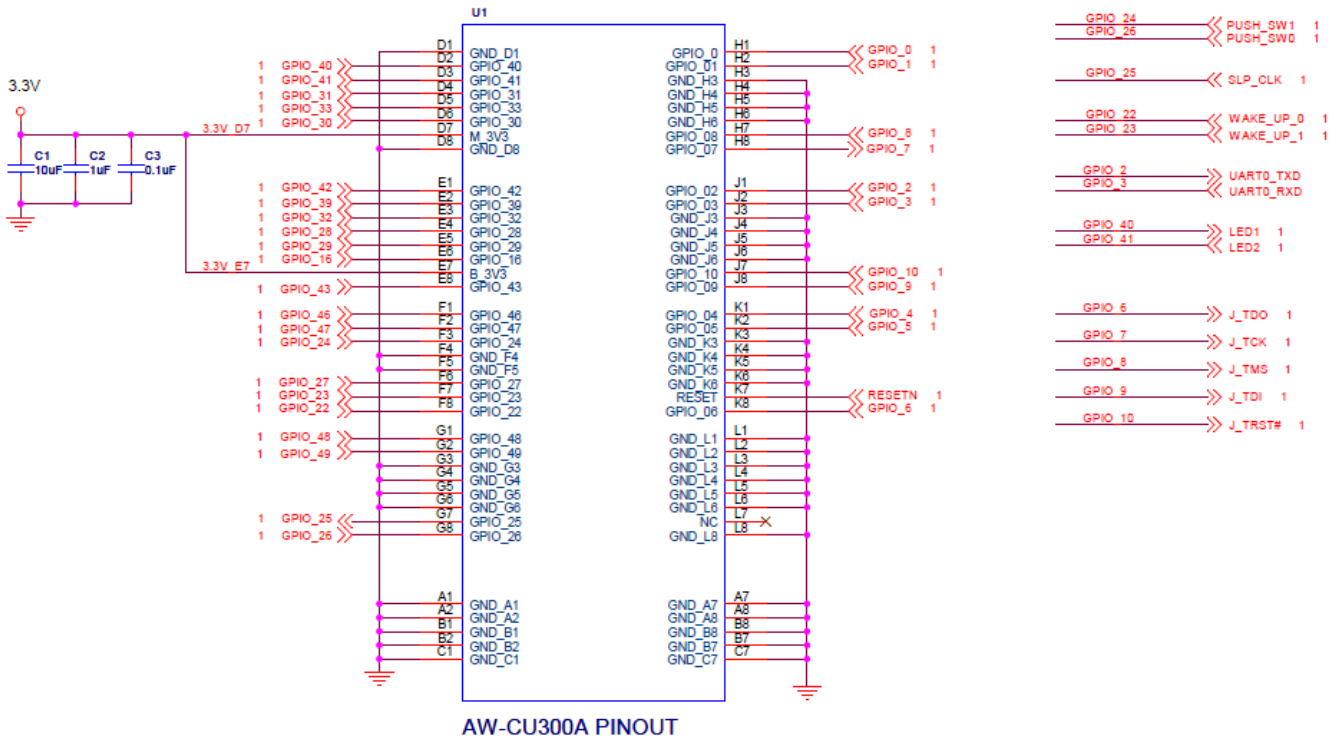 U1
D1 GND_D1
1 GPIO_40 D2 GPIO_40
1 GPIO_41 D3 GPIO_41
1 GPIO_31 D4 GPIO_31
1 GPIO_33 D5 GPIO_33
1 GPIO_30 D6 GPIO_30
3.3V_D7 D7 M_3V3
D8 GND_D8
3.3V
C1
10uF
C2
1uF
C3
0.1uF
1 GPIO_42 E1 GPIO_42
1 GPIO_39 E2 GPIO_39
1 GPIO_32 E3 GPIO_32
1 GPIO_28 E4 GPIO_28
1 GPIO_29 E5 GPIO_29
1 GPIO_16 E6 GPIO_16
3.3V_E7 E7 B_3V3
1 GPIO_43 E8 GPIO_43
1 GPIO_46 F1 GPIO_46
1 GPIO_47 F2 GPIO_47
1 GPIO_24 F3 GPIO_24
F4 GND_F4
F5 GND_F5
1 GPIO_27 F6 GPIO_27
1 GPIO_23 F7 GPIO_23
1 GPIO_22 F8 GPIO_22
1 GPIO_48 G1 GPIO_48
1 GPIO_49 G2 GPIO_49
G3 GND_G3
G4 GND_G4
G5 GND_G5
G6 GND_G6
1 GPIO_25 G7 GPIO_25
1 GPIO_26 G8 GPIO_26
A1 GND_A1
A2 GND_A2
B1 GND_B1
B2 GND_B2
C1 GND_C1
GPIO_0 H1 GPIO_0 1
GPIO_01 H2 GPIO_1 1
GND_H3 H3
GND_H4 H4
GND_H5 H5
GND_H6 H6
GPIO_08 H7 GPIO_8 1
GPIO_07 H8 GPIO_7 1
GPIO_02 J1 GPIO_2 1
GPIO_03 J2 GPIO_3 1
GND_J3 J3
GND_J4 J4
GND_J5 J5
GND_J6 J6
GPIO_10 J7 GPIO_10 1
GPIO_09 J8 GPIO_9 1
GPIO_04 K1 GPIO_4 1
GPIO_05 K2 GPIO_5 1
GND_K3 K3
GND_K4 K4
GND_K5 K5
GND_K6 K6
RESET K7 RESETN 1
GPIO_06 K8 GPIO_6 1
GND_L1 L1
GND_L2 L2
GND_L3 L3
GND_L4 L4
GND_L5 L5
GND_L6 L6
NC L7
GND_L8 L8
GND_A7 A7
GND_A8 A8
GND_B8 B8
GND_B7 B7
GND_C7 C7
GPIO_24 PUSH_SW1 1
GPIO_26 PUSH_SW0 1
GPIO_25 SLP_CLK 1
GPIO_22 WAKE_UP_0 1
GPIO_23 WAKE_UP_1 1
GPIO_2 UART0_TXD
GPIO_3 UART0_RXD
GPIO_40 LED1 1
GPIO_41 LED2 1
GPIO_6 J_TDO 1
GPIO_7 J_TCK 1
GPIO_8 J_TMS 1
GPIO_9 J_TDI 1
GPIO_10 J_TRST# 1
AW-CU300A PINOUT